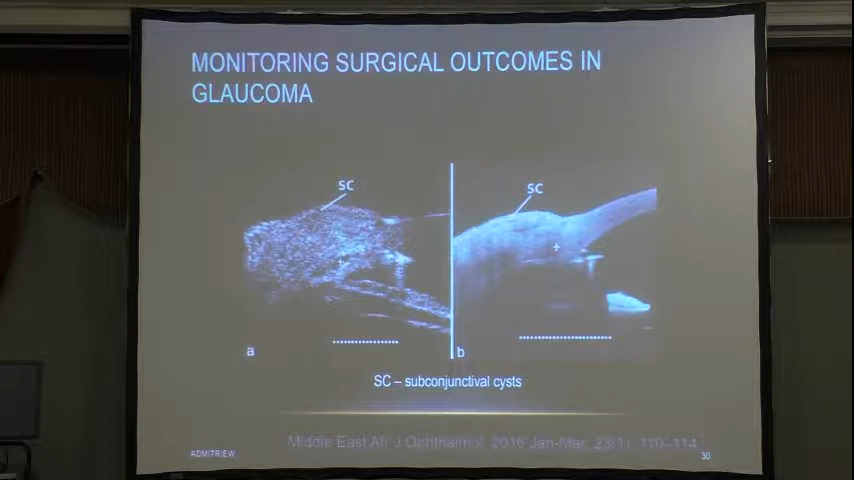 MONITORING SURGICAL OUTCOMES IN
GLAUCOMA
SC
SC
a
b
SC – subconjunctival cysts
Middle East Afr J Ophthalmol. 2016 Jan-Mar; 23(1): 110–114.
ADMITRIEW
30